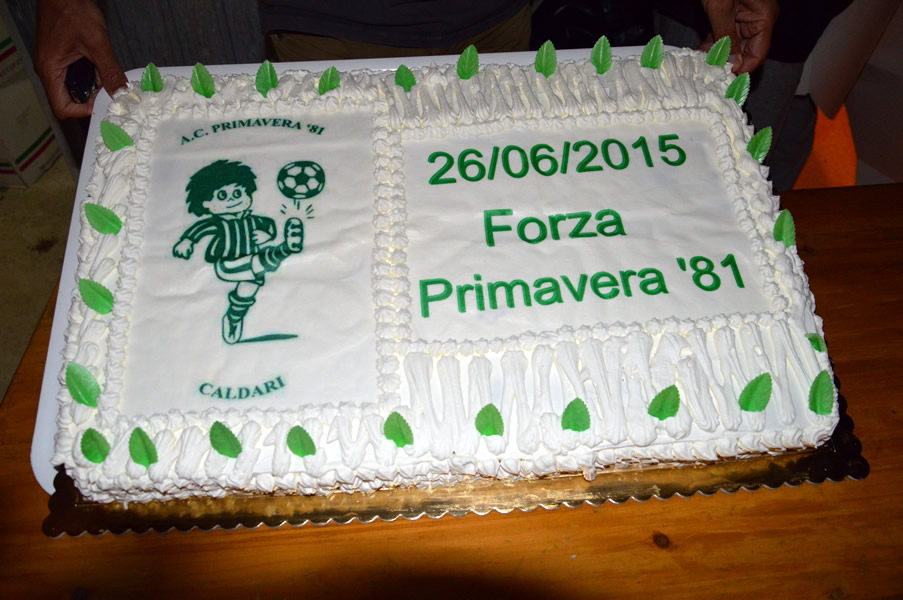 A.C. PRIMAVERA '81
CALDARI
26/06/2015
Forza
Primavera '81